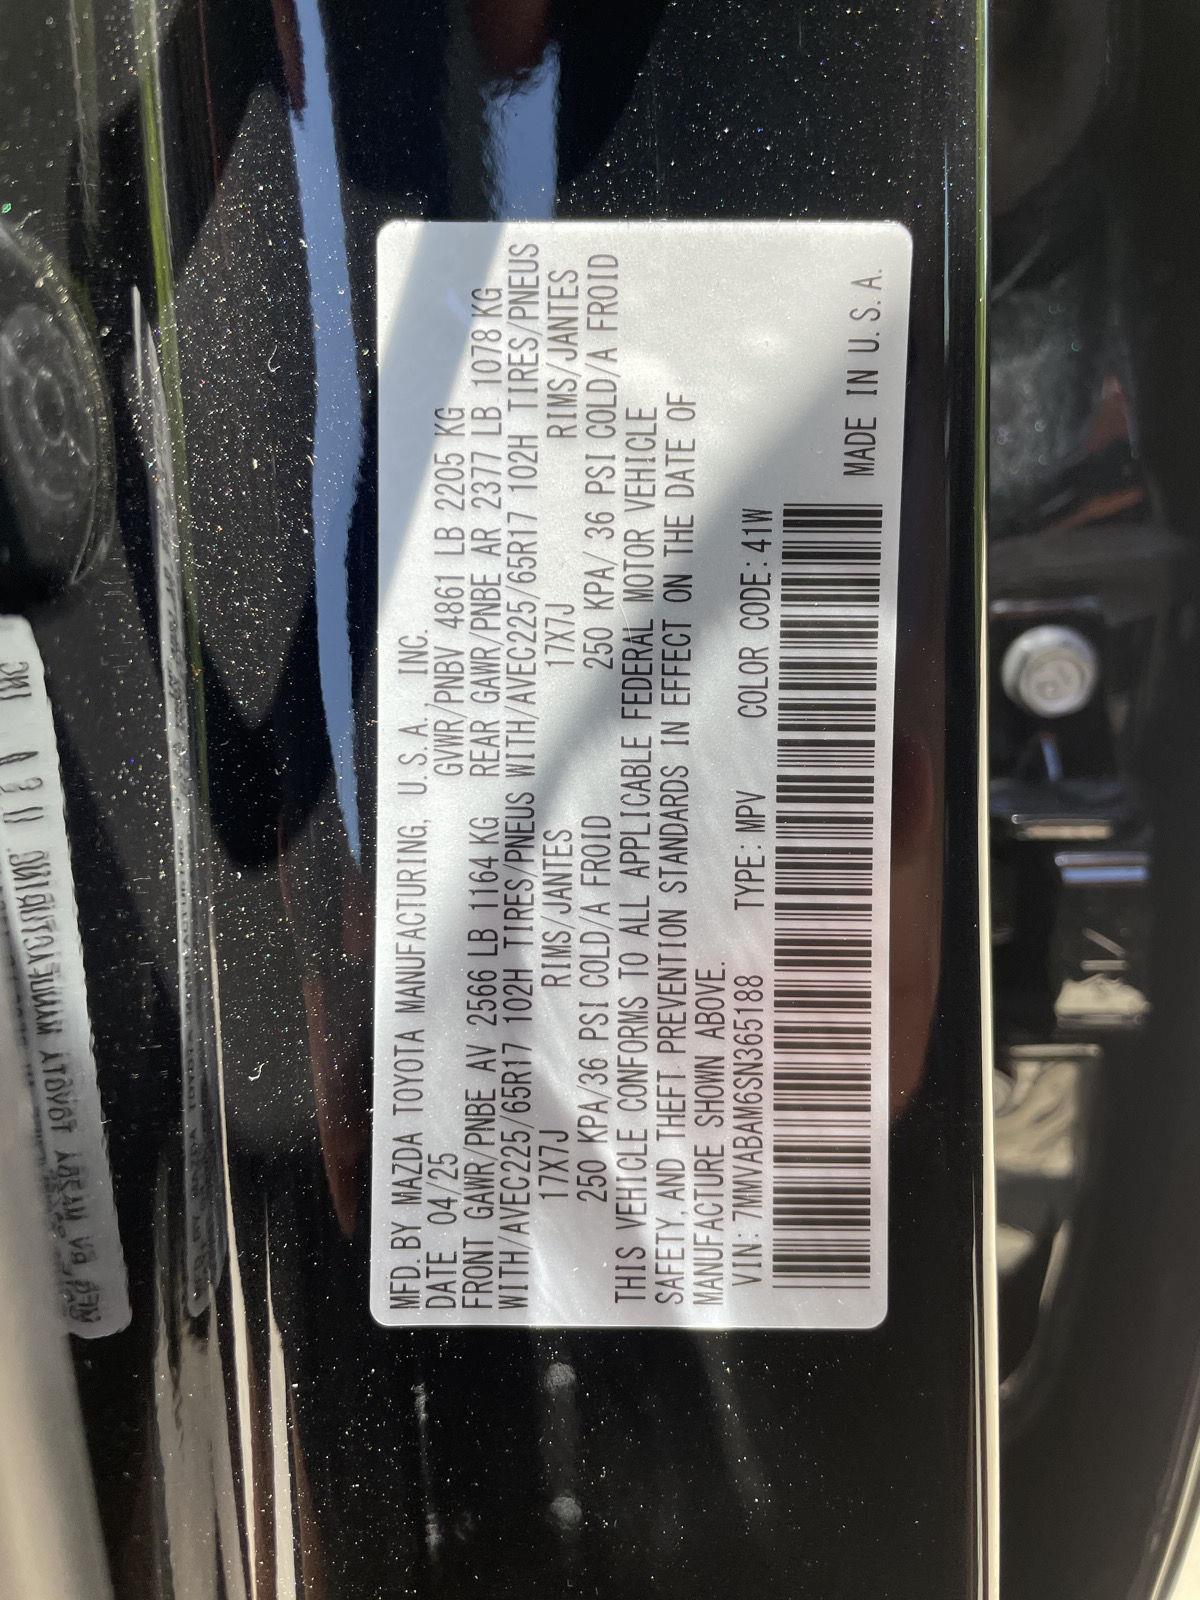 MFD. BY MAZDA TOYOTA MANUFACTURING, U.S.A., INC.
DATE 04/25 GVWR/PNBV 4861 LB 2205 KG
FRONT GAWR/PNBE AV 2566 LB 1164 KG REAR GAWR/PNBE AR 2377 LB 1078 KG
WITH/AVEC225/65R17 102H TIRES/PNEUS WITH/AVEC225/65R17 102H TIRES/PNEUS
17X7J RIMS/JANTES 17X7J RIMS/JANTES
250 KPA/36 PSI COLD/A FROID 250 KPA/ 36 PSI COLD/A FROID
THIS VEHICLE CONFORMS TO ALL APPLICABLE FEDERAL MOTOR VEHICLE
SAFETY, AND THEFT PREVENTION STANDARDS IN EFFECT ON THE DATE OF
MANUFACTURE SHOWN ABOVE.
VIN: 7MMVABAM6SN365188 TYPE: MPV COLOR CODE: 41W
MADE IN U.S.A.